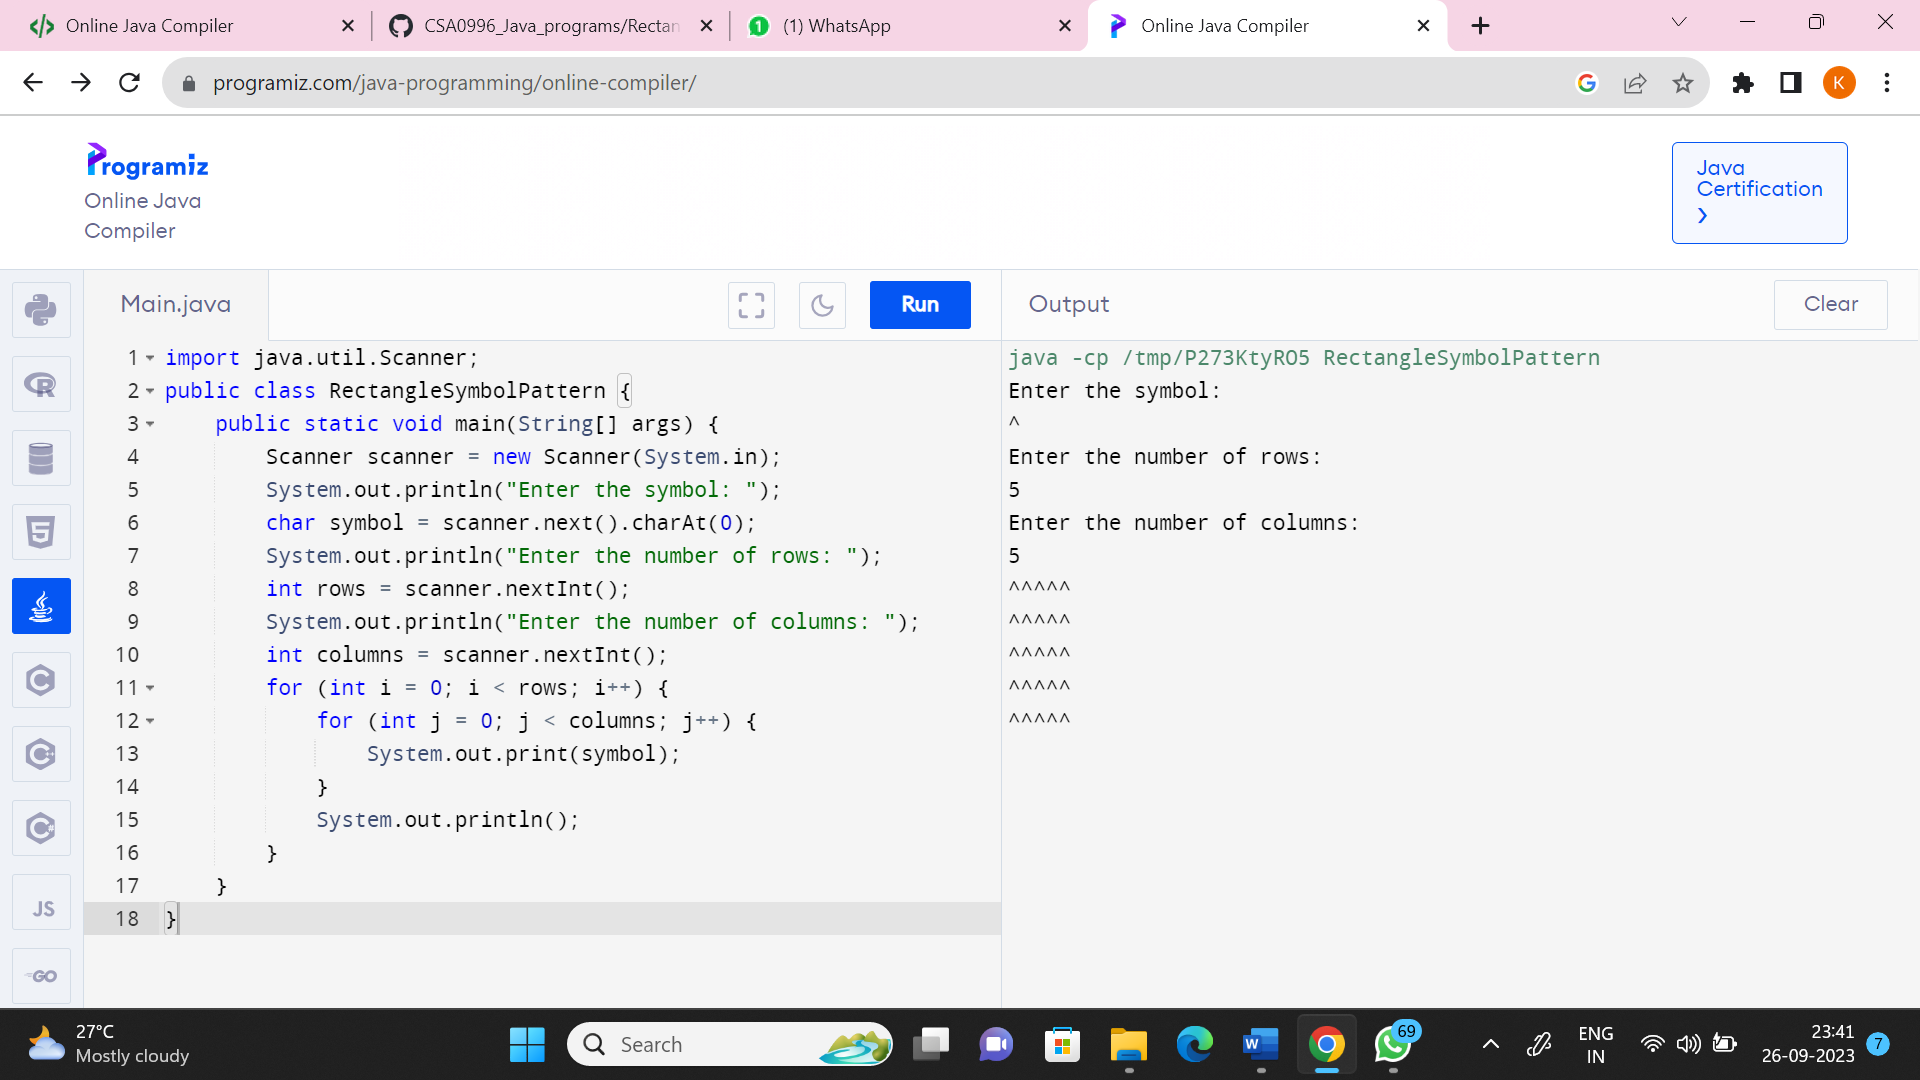 Online Java Compiler
CSA0996_Java_programs/Rectan
(1) WhatsApp
Online Java Compiler
programiz.com/java-programming/online-compiler/
K
Programiz
Online Java
Compiler
Java
Certification
Main.java
Run
Output
Clear
1 import java.util.Scanner;
2 public class RectangleSymbolPattern {
3 public static void main(String[] args) {
4 Scanner scanner = new Scanner(System.in);
5 System.out.println("Enter the symbol: ");
6 char symbol = scanner.next().charAt(0);
7 System.out.println("Enter the number of rows: ");
8 int rows = scanner.nextInt();
9 System.out.println("Enter the number of columns: ");
10 int columns = scanner.nextInt();
11 for (int i = 0; i < rows; i++) {
12 for (int j = 0; j < columns; j++) {
13 System.out.print(symbol);
14 }
15 System.out.println();
16 }
17 }
18 }
java -cp /tmp/P273KtyRO5 RectangleSymbolPattern
Enter the symbol:
^
Enter the number of rows:
5
Enter the number of columns:
5
^^^^^
^^^^^
^^^^^
^^^^^
^^^^^
JS
GO
27°C
Mostly cloudy
Search
69
ENG
IN
23:41
26-09-2023
7